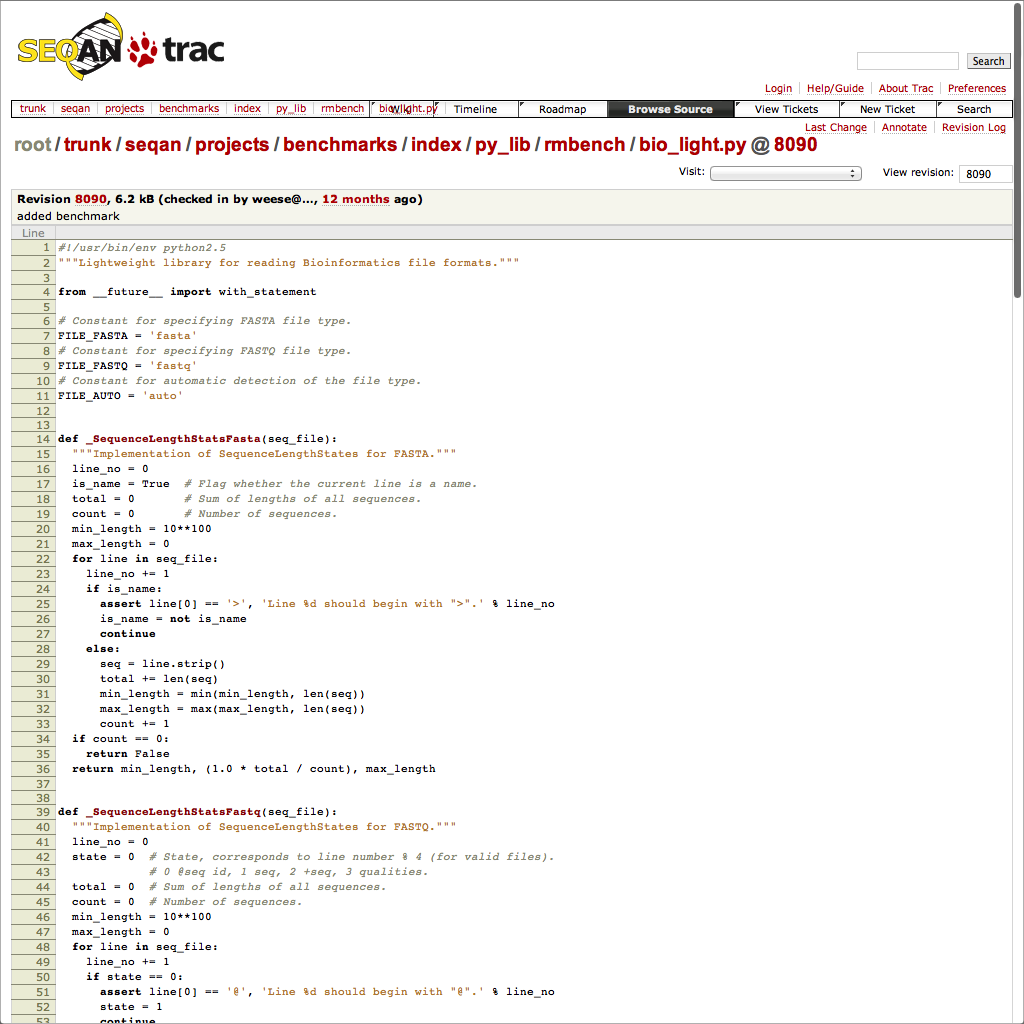 SEQAN trac
Search
Login Help/Guide About Trac Preferences
trunk seqan projects benchmarks index py_lib rmbench bio_light.py Wiki Timeline Roadmap Browse Source View Tickets New Ticket Search
Last Change Annotate Revision Log
root/trunk/seqan/projects/benchmarks/index/py_lib/rmbench/bio_light.py @ 8090
Visit: View revision: 8090
Revision 8090, 6.2 kB (checked in by weese@…, 12 months ago)
added benchmark
Line
1 #!/usr/bin/env python2.5
2 """Lightweight library for reading Bioinformatics file formats."""
3
4 from __future__ import with_statement
5
6 # Constant for specifying FASTA file type.
7 FILE_FASTA = 'fasta'
8 # Constant for specifying FASTQ file type.
9 FILE_FASTQ = 'fastq'
10 # Constant for automatic detection of the file type.
11 FILE_AUTO = 'auto'
12
13
14 def _SequenceLengthStatsFasta(seq_file):
15   """Implementation of SequenceLengthStates for FASTA."""
16   line_no = 0
17   is_name = True  # Flag whether the current line is a name.
18   total = 0       # Sum of lengths of all sequences.
19   count = 0       # Number of sequences.
20   min_length = 10**100
21   max_length = 0
22   for line in seq_file:
23     line_no += 1
24     if is_name:
25       assert line[0] == '>', 'Line %d should begin with ">".' % line_no
26       is_name = not is_name
27       continue
28     else:
29       seq = line.strip()
30       total += len(seq)
31       min_length = min(min_length, len(seq))
32       max_length = max(max_length, len(seq))
33       count += 1
34   if count == 0:
35     return False
36   return min_length, (1.0 * total / count), max_length
37
38
39 def _SequenceLengthStatsFastq(seq_file):
40   """Implementation of SequenceLengthStates for FASTQ."""
41   line_no = 0
42   state = 0  # State, corresponds to line number % 4 (for valid files).
43              # 0 @seq id, 1 seq, 2 +seq, 3 qualities.
44   total = 0  # Sum of lengths of all sequences.
45   count = 0  # Number of sequences.
46   min_length = 10**100
47   max_length = 0
48   for line in seq_file:
49     line_no += 1
50     if state == 0:
51       assert line[0] == '@', 'Line %d should begin with "@".' % line_no
52       state = 1
53       continue